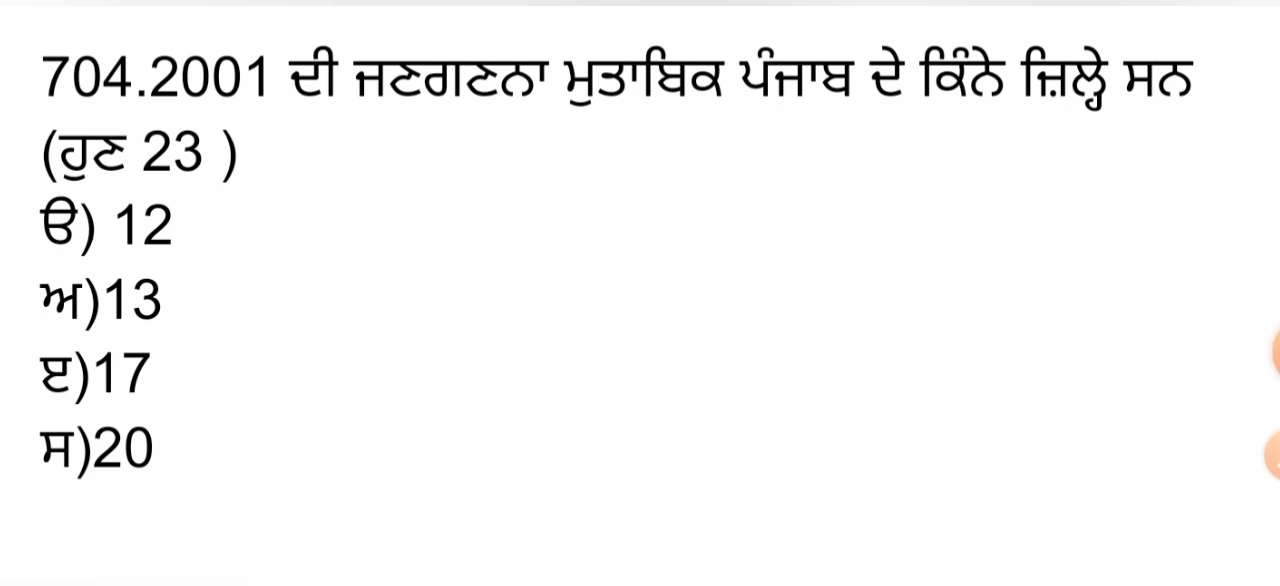 704.2001 ਦੀ ਜਣਗਣਨਾ ਮੁਤਾਬਿਕ ਪੰਜਾਬ ਦੇ ਕਿੰਨੇ ਜ਼ਿਲ੍ਹੇ ਸਨ
(ਹੁਣ 23 )
ੳ) 12
ਅ)13
ੲ)17
ਸ)20